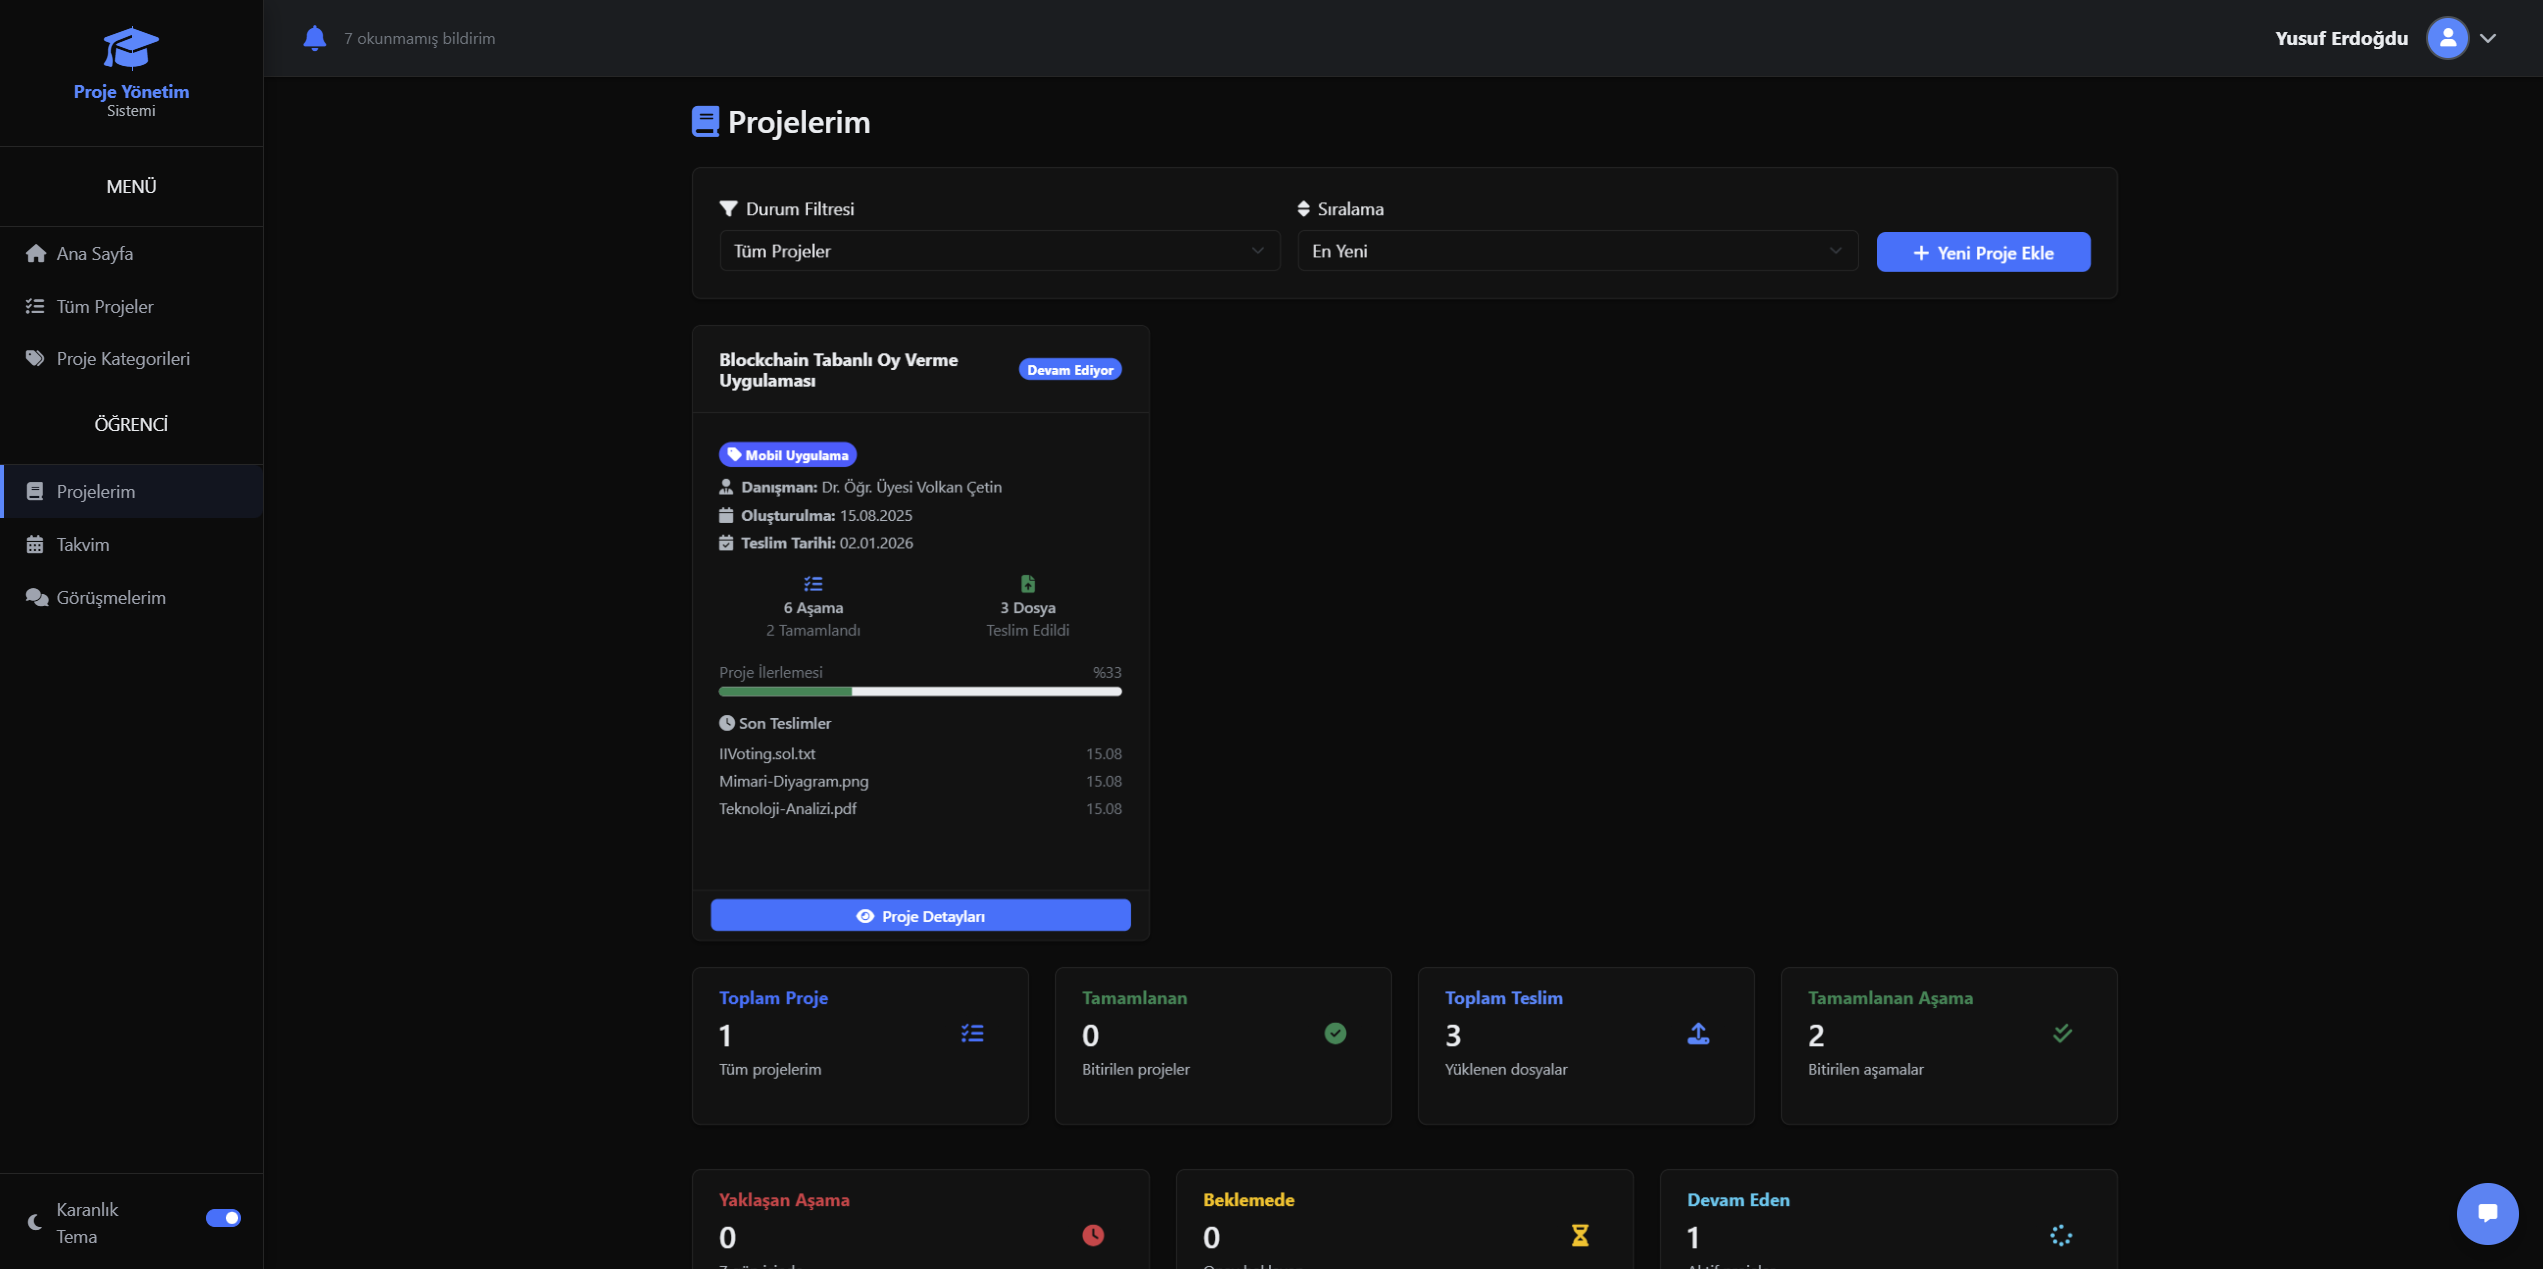 Proje Yönetim
Sistemi
MENÜ
Ana Sayfa
Tüm Projeler
Proje Kategorileri
ÖĞRENCİ
Projelerim
Takvim
Görüşmelerim
Karanlık
Tema
7 okunmamış bildirim
Yusuf Erdoğdu
Projelerim
Durum Filtresi
Tüm Projeler
Sıralama
En Yeni
Yeni Proje Ekle
Blockchain Tabanlı Oy Verme
Uygulaması
Devam Ediyor
Mobil Uygulama
Danışman: Dr. Öğr. Üyesi Volkan Çetin
Oluşturulma: 15.08.2025
Teslim Tarihi: 02.01.2026
6 Aşama
2 Tamamlandı
3 Dosya
Teslim Edildi
Proje İlerlemesi %33
Son Teslimler
IIVoting.sol.txt 15.08
Mimari-Diyagram.png 15.08
Teknoloji-Analizi.pdf 15.08
Proje Detayları
Toplam Proje
1
Tüm projelerim
Tamamlanan
0
Bitirilen projeler
Toplam Teslim
3
Yüklenen dosyalar
Tamamlanan Aşama
2
Bitirilen aşamalar
Yaklaşan Aşama
0
Beklemede
0
Devam Eden
1